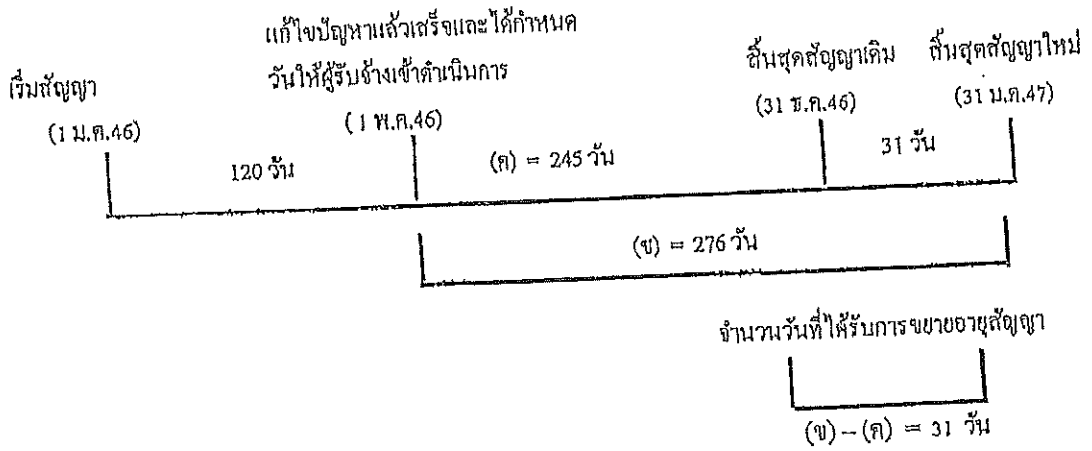 แก้ไขปัญหาแล้วเสร็จและได้กำหนด
วันให้ผู้รับจ้างเข้าดำเนินการ
เริ่มสัญญา
สิ้นสุดสัญญาเดิม
สิ้นสุดสัญญาใหม่
(1 ม.ค.46)
(1 พ.ค.46)
(31 ธ.ค.46)
(31 ม.ค.47)
120 วัน
(ค) = 245 วัน
31 วัน
(ข) = 276 วัน
จำนวนวันที่ได้รับการขยายอายุสัญญา
(ข) – (ค) = 31 วัน